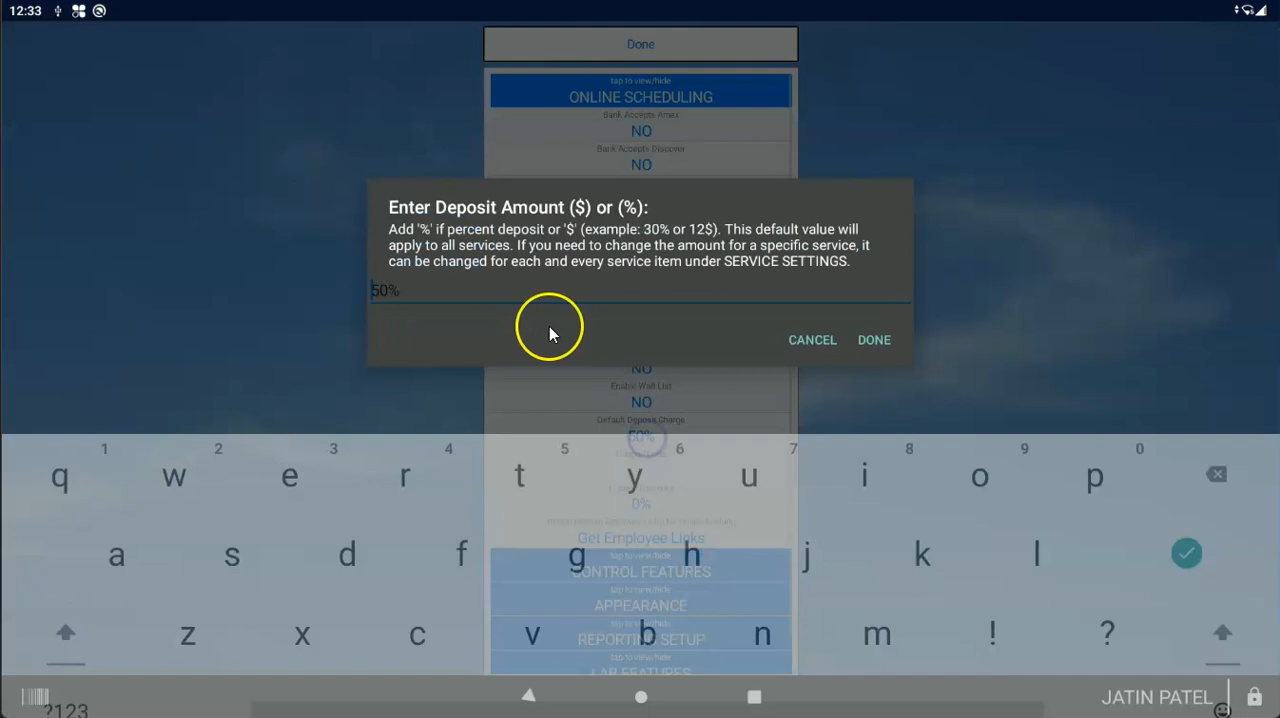 12:33
Done
tap to view/hide
ONLINE SCHEDULING
Bank Accepts Amex
NO
Bank Accepts Discover
NO
Enter Deposit Amount ($) or (%):
Add '%' if percent deposit or '$' (example: 30% or 12$). This default value will
apply to all services. If you need to change the amount for a specific service, it
can be changed for each and every service item under SERVICE SETTINGS.
50%
CANCEL DONE
NO
Enable Wait List
NO
Default Deposit Charge
50%
0%
Get Employee Links
tap to view/hide
CONTROL FEATURES
tap to view/hide
APPEARANCE
tap to view/hide
REPORTING SETUP
tap to view/hide
LAB FEATURES
1 2 3 4 5 6 7 8 9 0
q w e r t y u i o p
a s d f g h j k l
z x c v b n m ! ?
?123
JATIN PATEL